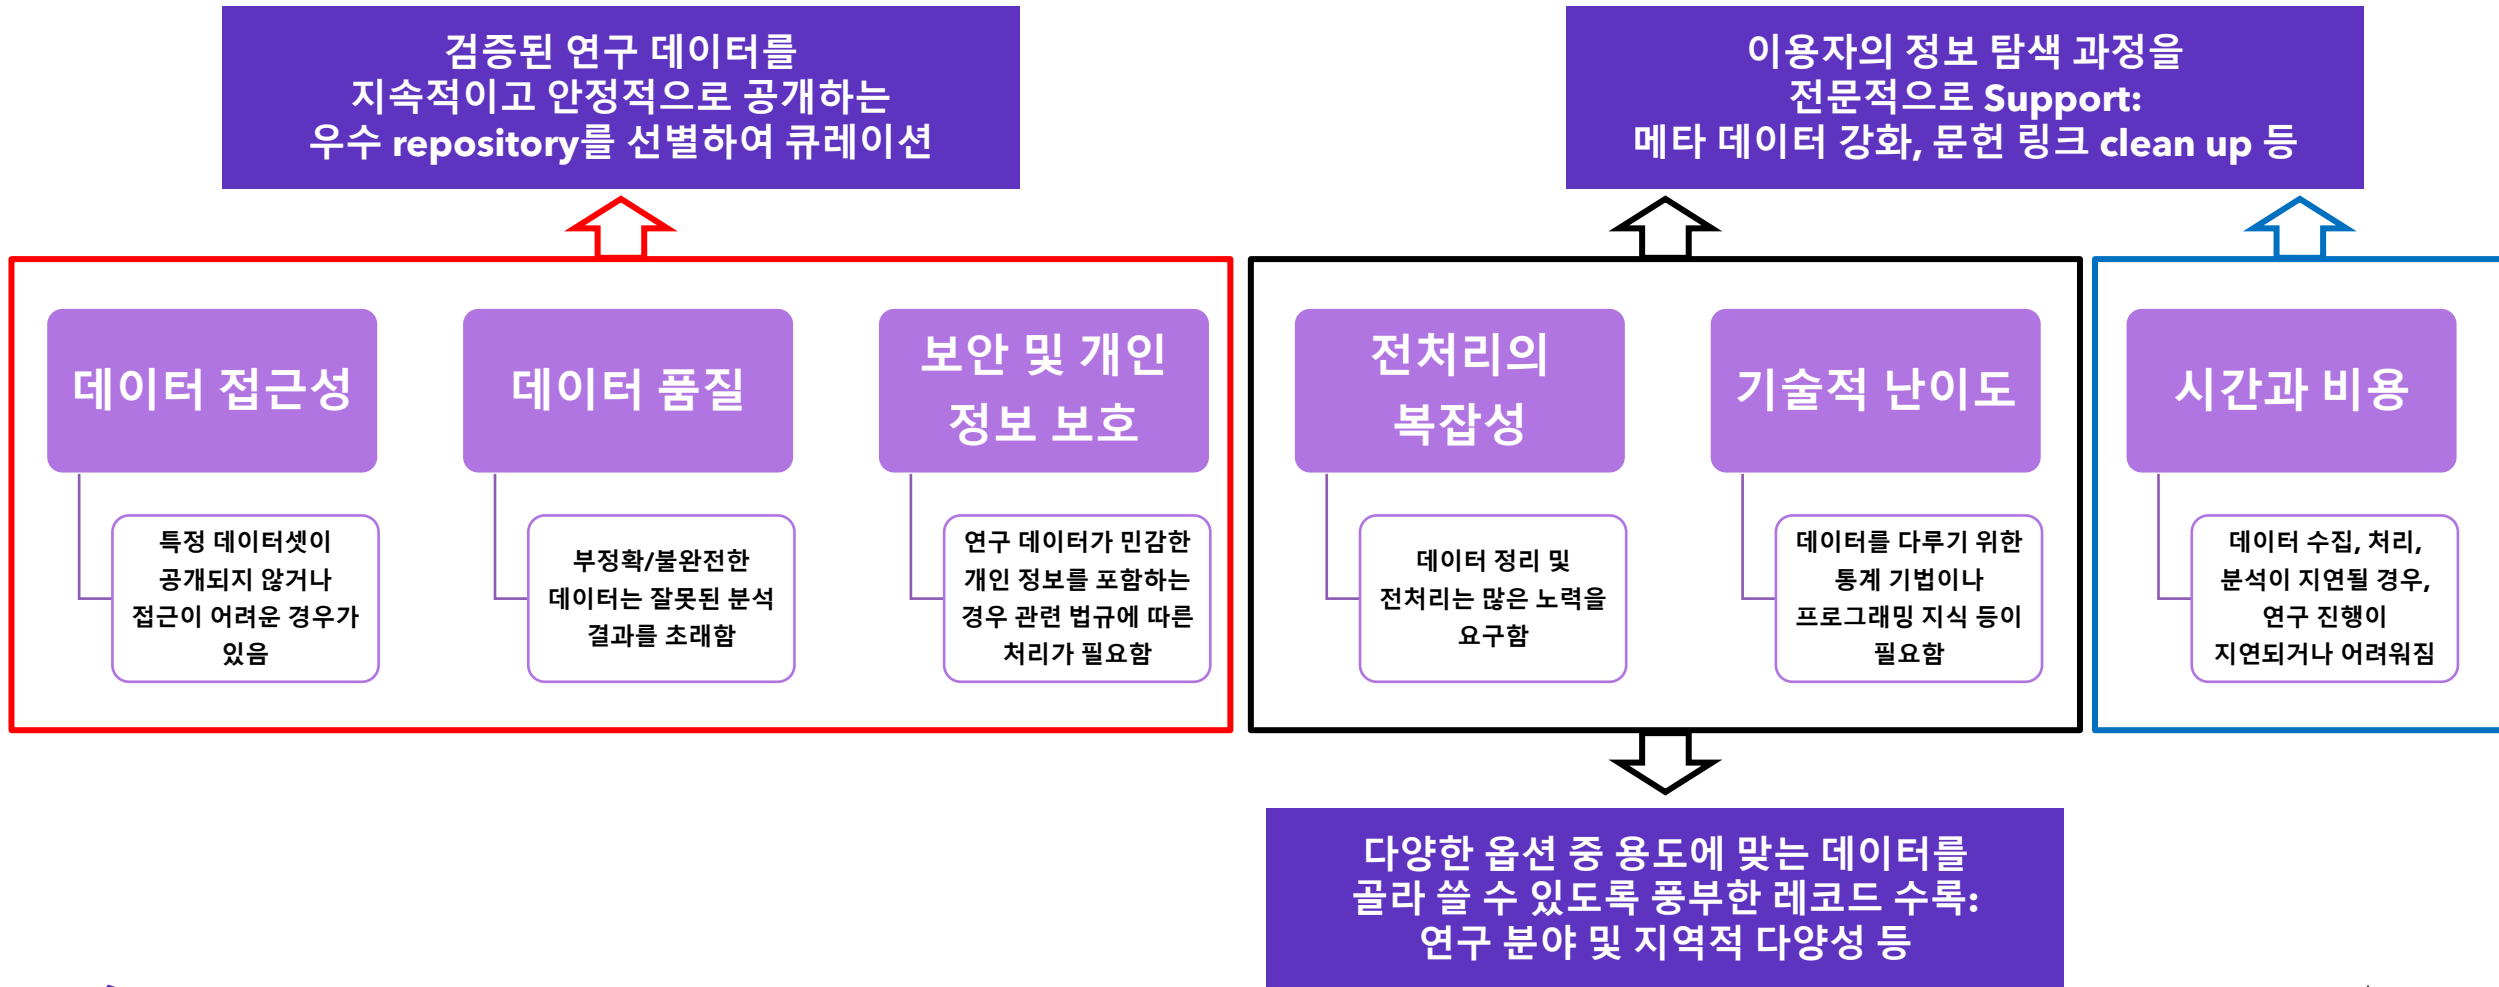 검증된 연구 데이터를
지속적이고 안정적으로 공개하는
우수 repository를 선별하여 큐레이션
이용자의 정보 탐색 과정을
전문적으로 Support:
메타 데이터 강화, 문헌 링크 clean up 등
데이터 접근성
특정 데이터셋이
공개되지 않거나
접근이 어려운 경우가
있음
데이터 품질
부정확/불완전한
데이터는 잘못된 분석
결과를 초래함
보안 및 개인
정보 보호
연구 데이터가 민감한
개인 정보를 포함하는
경우 관련 법규에 따른
처리가 필요함
전처리의
복잡성
데이터 정리 및
전처리는 많은 노력을
요구함
기술적 난이도
데이터를 다루기 위한
통계 기법이나
프로그래밍 지식 등이
필요함
시간과 비용
데이터 수집, 처리,
분석이 지연될 경우,
연구 진행이
지연되거나 어려워짐
다양한 옵션 중 용도에 맞는 데이터를
골라 쓸 수 있도록 풍부한 레코드 수록:
연구 분야 및 지역적 다양성 등